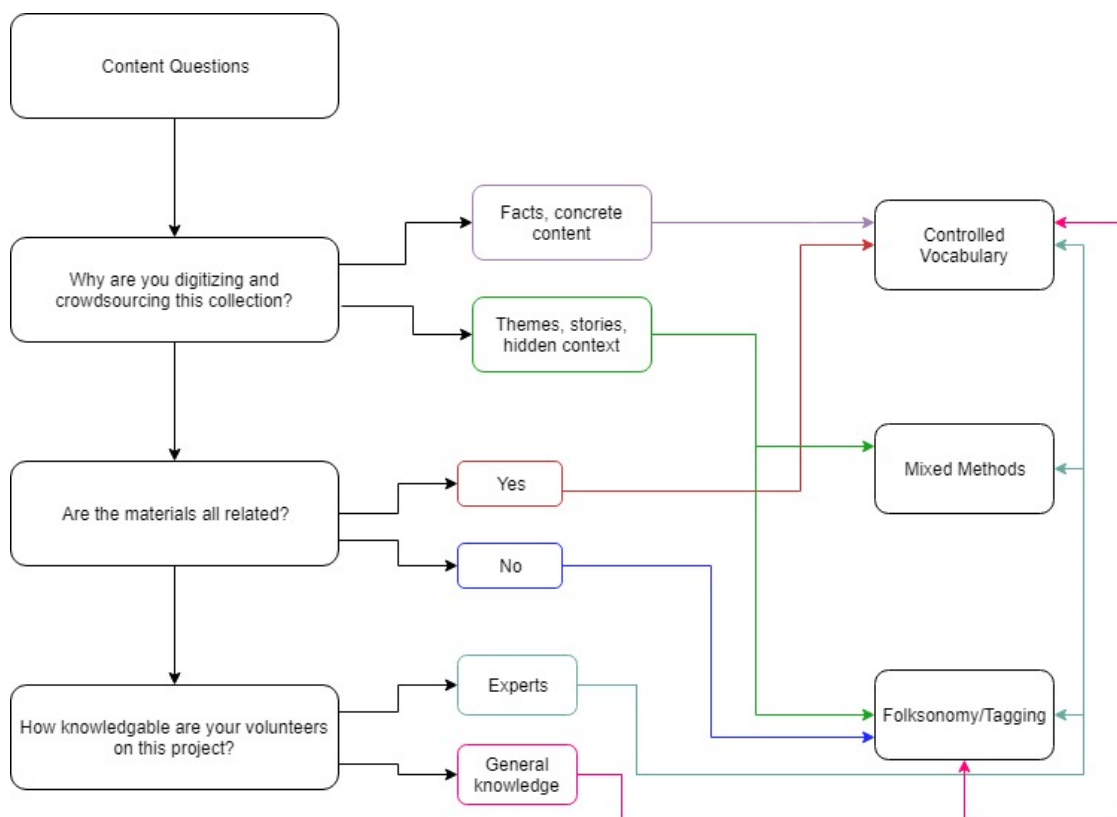 Content Questions
Facts, concrete
content
Controlled
Vocabulary
Why are you digitizing and
crowdsourcing this collection?
Themes, stories,
hidden context
Mixed Methods
Are the materials all related?
Yes
No
Experts
How knowledgable are your volunteers
on this project?
Folksonomy/Tagging
General
knowledge